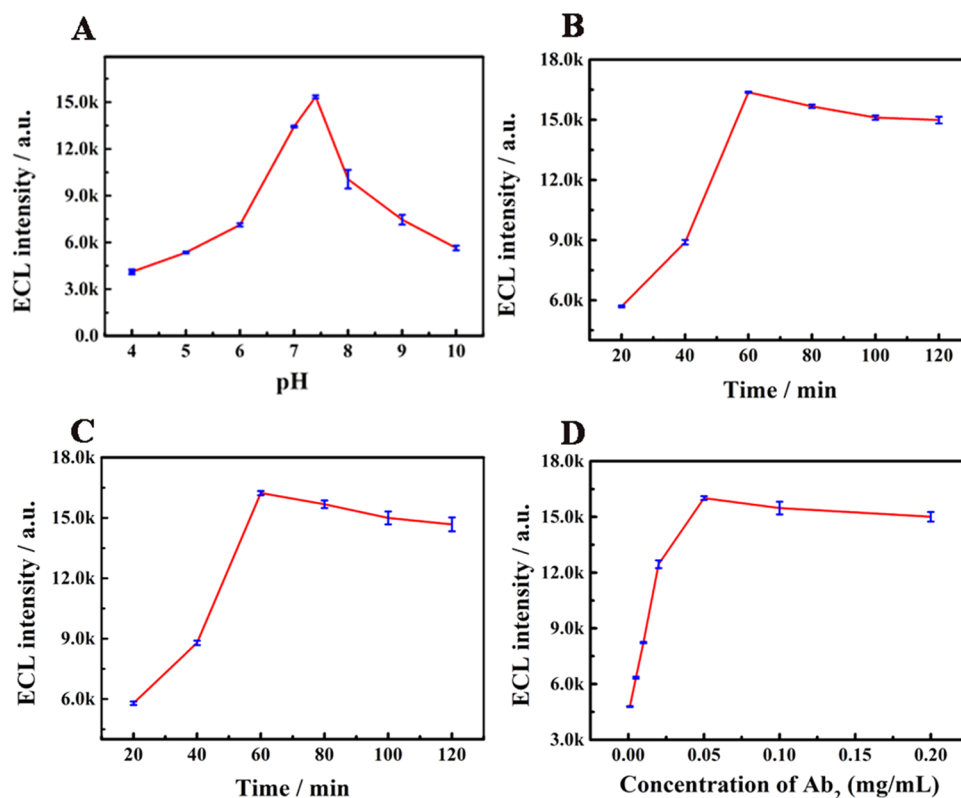 A
ECL intensity / a.u.
15.0k
12.0k
9.0k
6.0k
3.0k
0.0
4 5 6 7 8 9 10
pH
B
ECL intensity / a.u.
18.0k
15.0k
12.0k
9.0k
6.0k
20 40 60 80 100 120
Time / min
C
ECL intensity / a.u.
18.0k
15.0k
12.0k
9.0k
6.0k
20 40 60 80 100 120
Time / min
D
ECL intensity / a.u.
18.0k
15.0k
12.0k
9.0k
6.0k
3.0k
0.00 0.05 0.10 0.15 0.20
Concentration of Ab₂ (mg/mL)